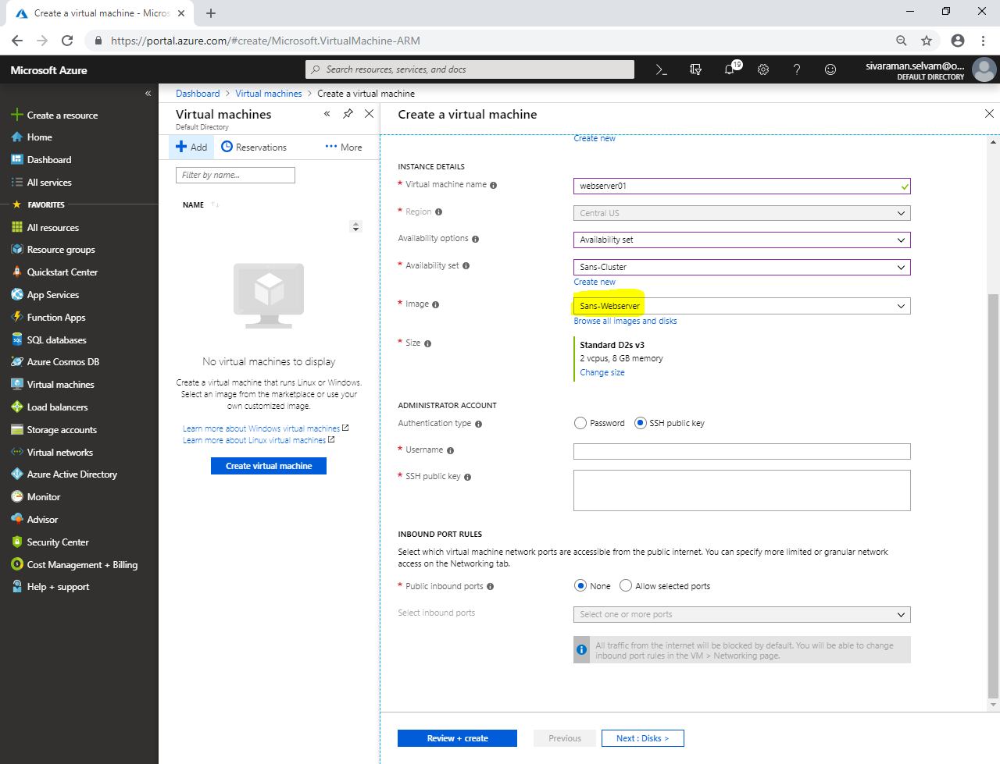 Create a virtual machine - Micros
https://portal.azure.com/#create/Microsoft.VirtualMachine-ARM
Microsoft Azure
Search resources, services, and docs
19
sivaraman.selvam@o...
DEFAULT DIRECTORY
Create a resource
Home
Dashboard
All services
FAVORITES
All resources
Resource groups
Quickstart Center
App Services
Function Apps
SQL databases
Azure Cosmos DB
Virtual machines
Load balancers
Storage accounts
Virtual networks
Azure Active Directory
Monitor
Advisor
Security Center
Cost Management + Billing
Help + support
Dashboard > Virtual machines > Create a virtual machine
Virtual machines
Default Directory
Add
Reservations
More
Filter by name...
NAME
No virtual machines to display
Create a virtual machine that runs Linux or Windows.
Select an image from the marketplace or use your
own customized image.
Learn more about Windows virtual machines
Learn more about Linux virtual machines
Create virtual machine
Create a virtual machine
Create new
INSTANCE DETAILS
* Virtual machine name
webserver01
* Region
Central US
Availability options
Availability set
* Availability set
Sans-Cluster
Create new
* Image
Sans-Webserver
Browse all images and disks
* Size
Standard D2s v3
2 vcpus, 8 GB memory
Change size
ADMINISTRATOR ACCOUNT
Authentication type
Password
SSH public key
* Username
* SSH public key
INBOUND PORT RULES
Select which virtual machine network ports are accessible from the public internet. You can specify more limited or granular network
access on the Networking tab.
* Public inbound ports
None
Allow selected ports
Select inbound ports
Select one or more ports
All traffic from the internet will be blocked by default. You will be able to change
inbound port rules in the VM > Networking page.
Review + create
Previous
Next : Disks >